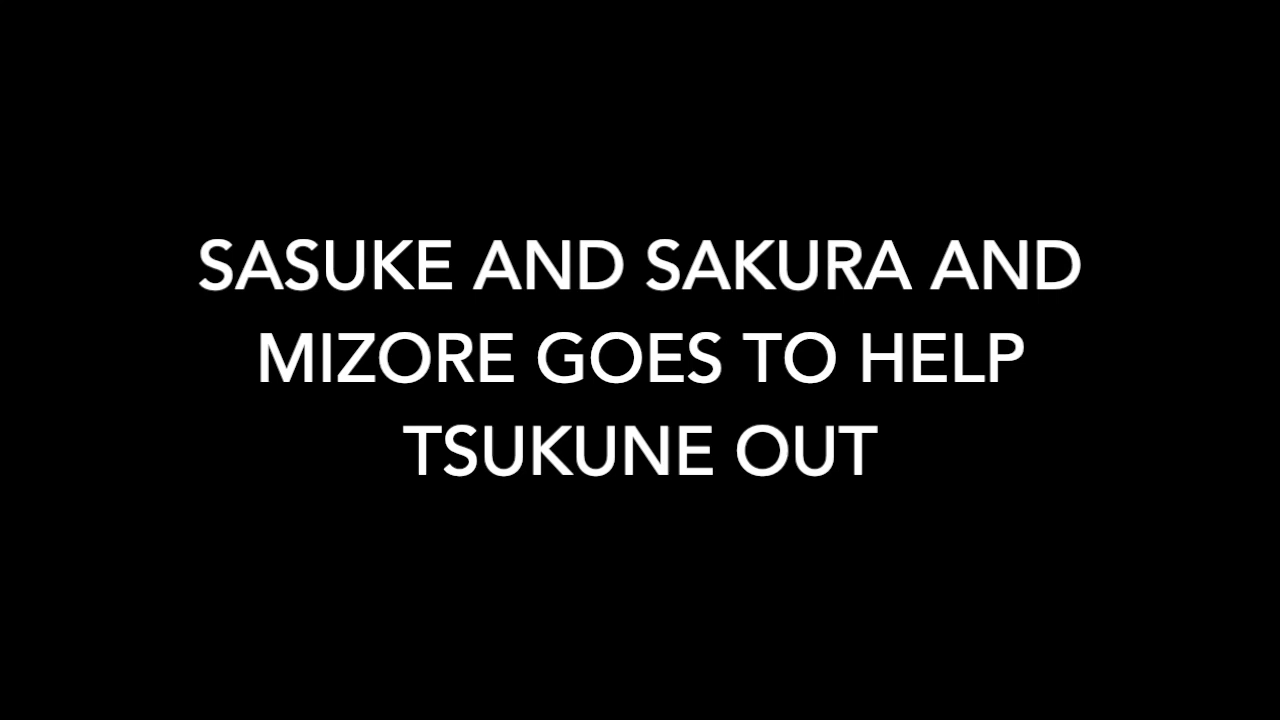 SASUKE AND SAKURA AND
MIZORE GOES TO HELP
TSUKUNE OUT